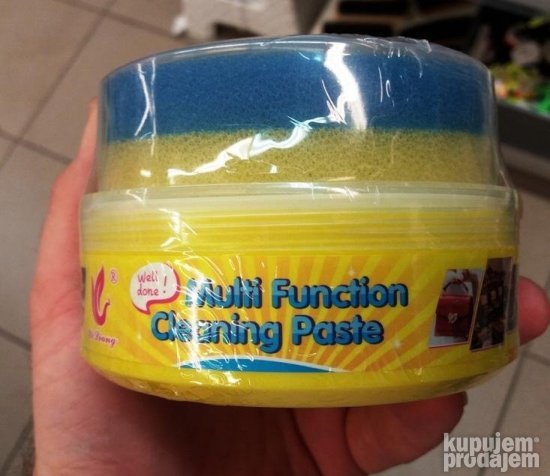 Well
done!
®
Multi Function
Cleaning Paste
kupujem®
prodajem